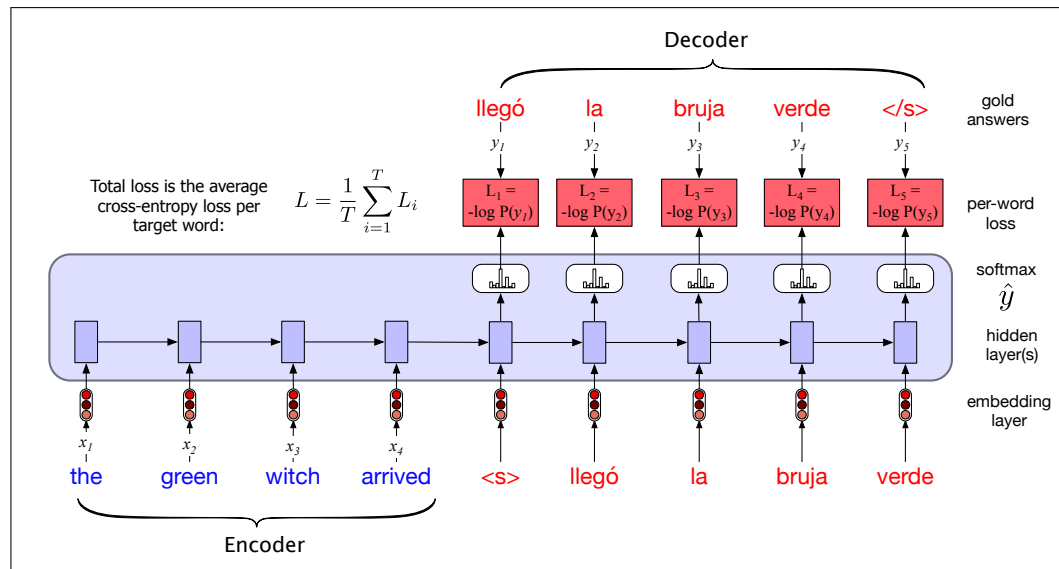 Decoder
llegó la bruja verde </s>
gold answers
y1 y2 y3 y4 y5
Total loss is the average cross-entropy loss per target word:
L = 1/T ∑ i=1 T Li
L1 = -log P(y1)
L2 = -log P(y2)
L3 = -log P(y3)
L4 = -log P(y4)
L5 = -log P(y5)
per-word loss
softmax
ŷ
hidden layer(s)
embedding layer
x1 x2 x3 x4
the green witch arrived <s> llegó la bruja verde
Encoder